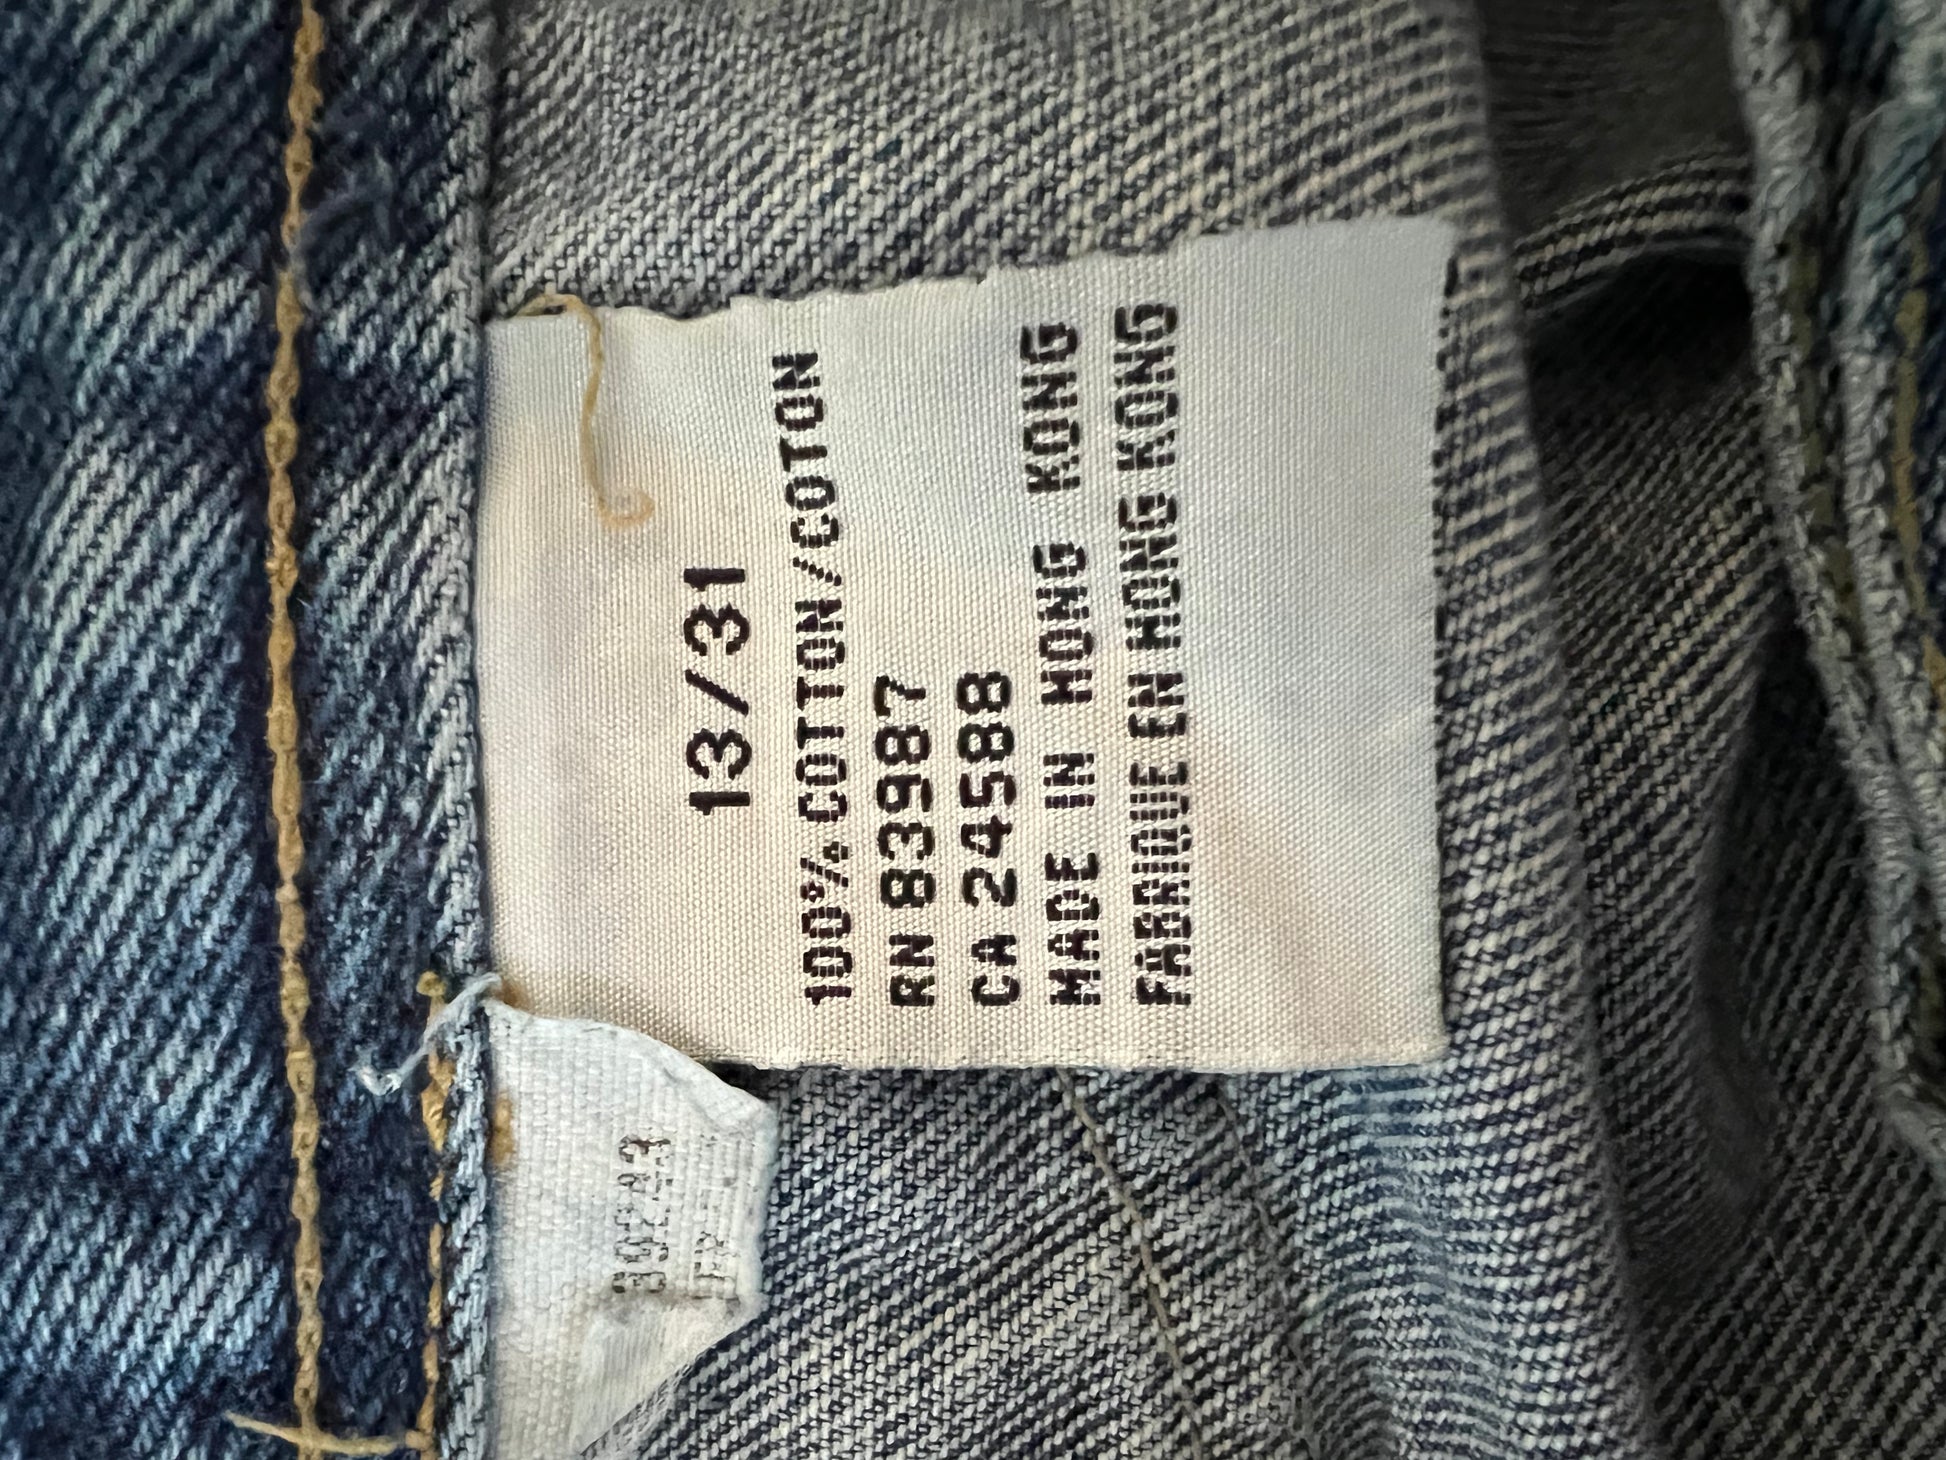 13/31
100% COTTON/COTON
RN 83987
CA 24588
MADE IN HONG KONG
FABRIQUE EN HONG KONG